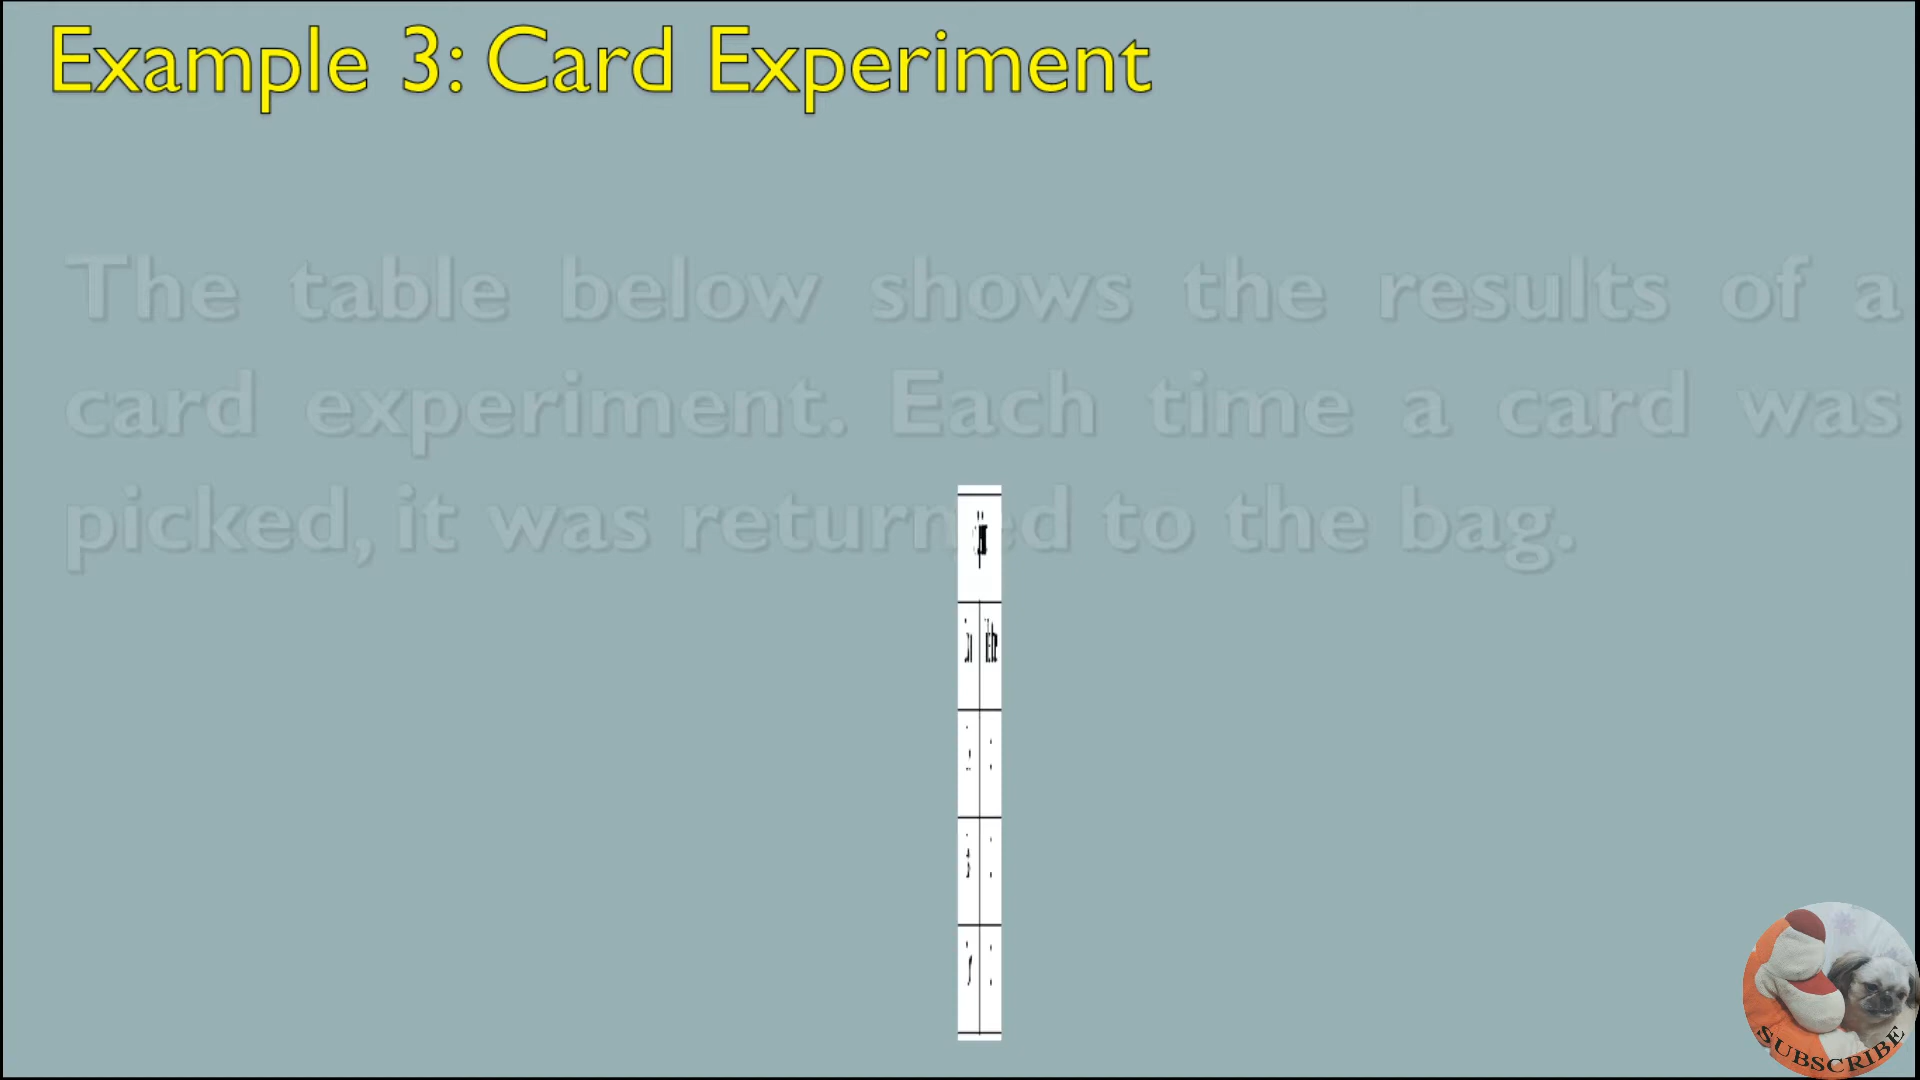 Example 3: Card Experiment
The table below shows the results of a
card experiment. Each time a card was
picked, it was returned to the bag.
SUBSCRIBE